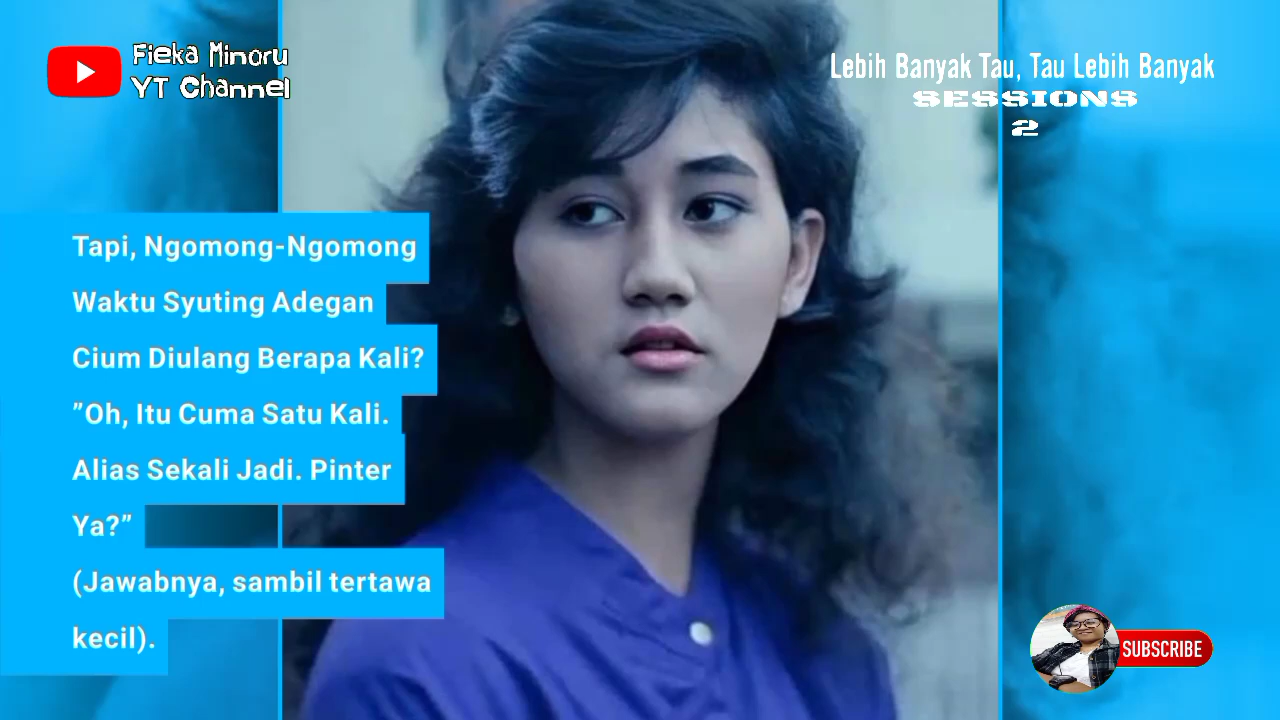 Fieka Minoru
YT Channel
Lebih Banyak Tau, Tau Lebih Banyak
SESSIONS
2
Tapi, Ngomong-Ngomong
Waktu Syuting Adegan
Cium Diulang Berapa Kali?
”Oh, Itu Cuma Satu Kali.
Alias Sekali Jadi. Pinter
Ya?”
(Jawabnya, sambil tertawa
kecil).
SUBSCRIBE